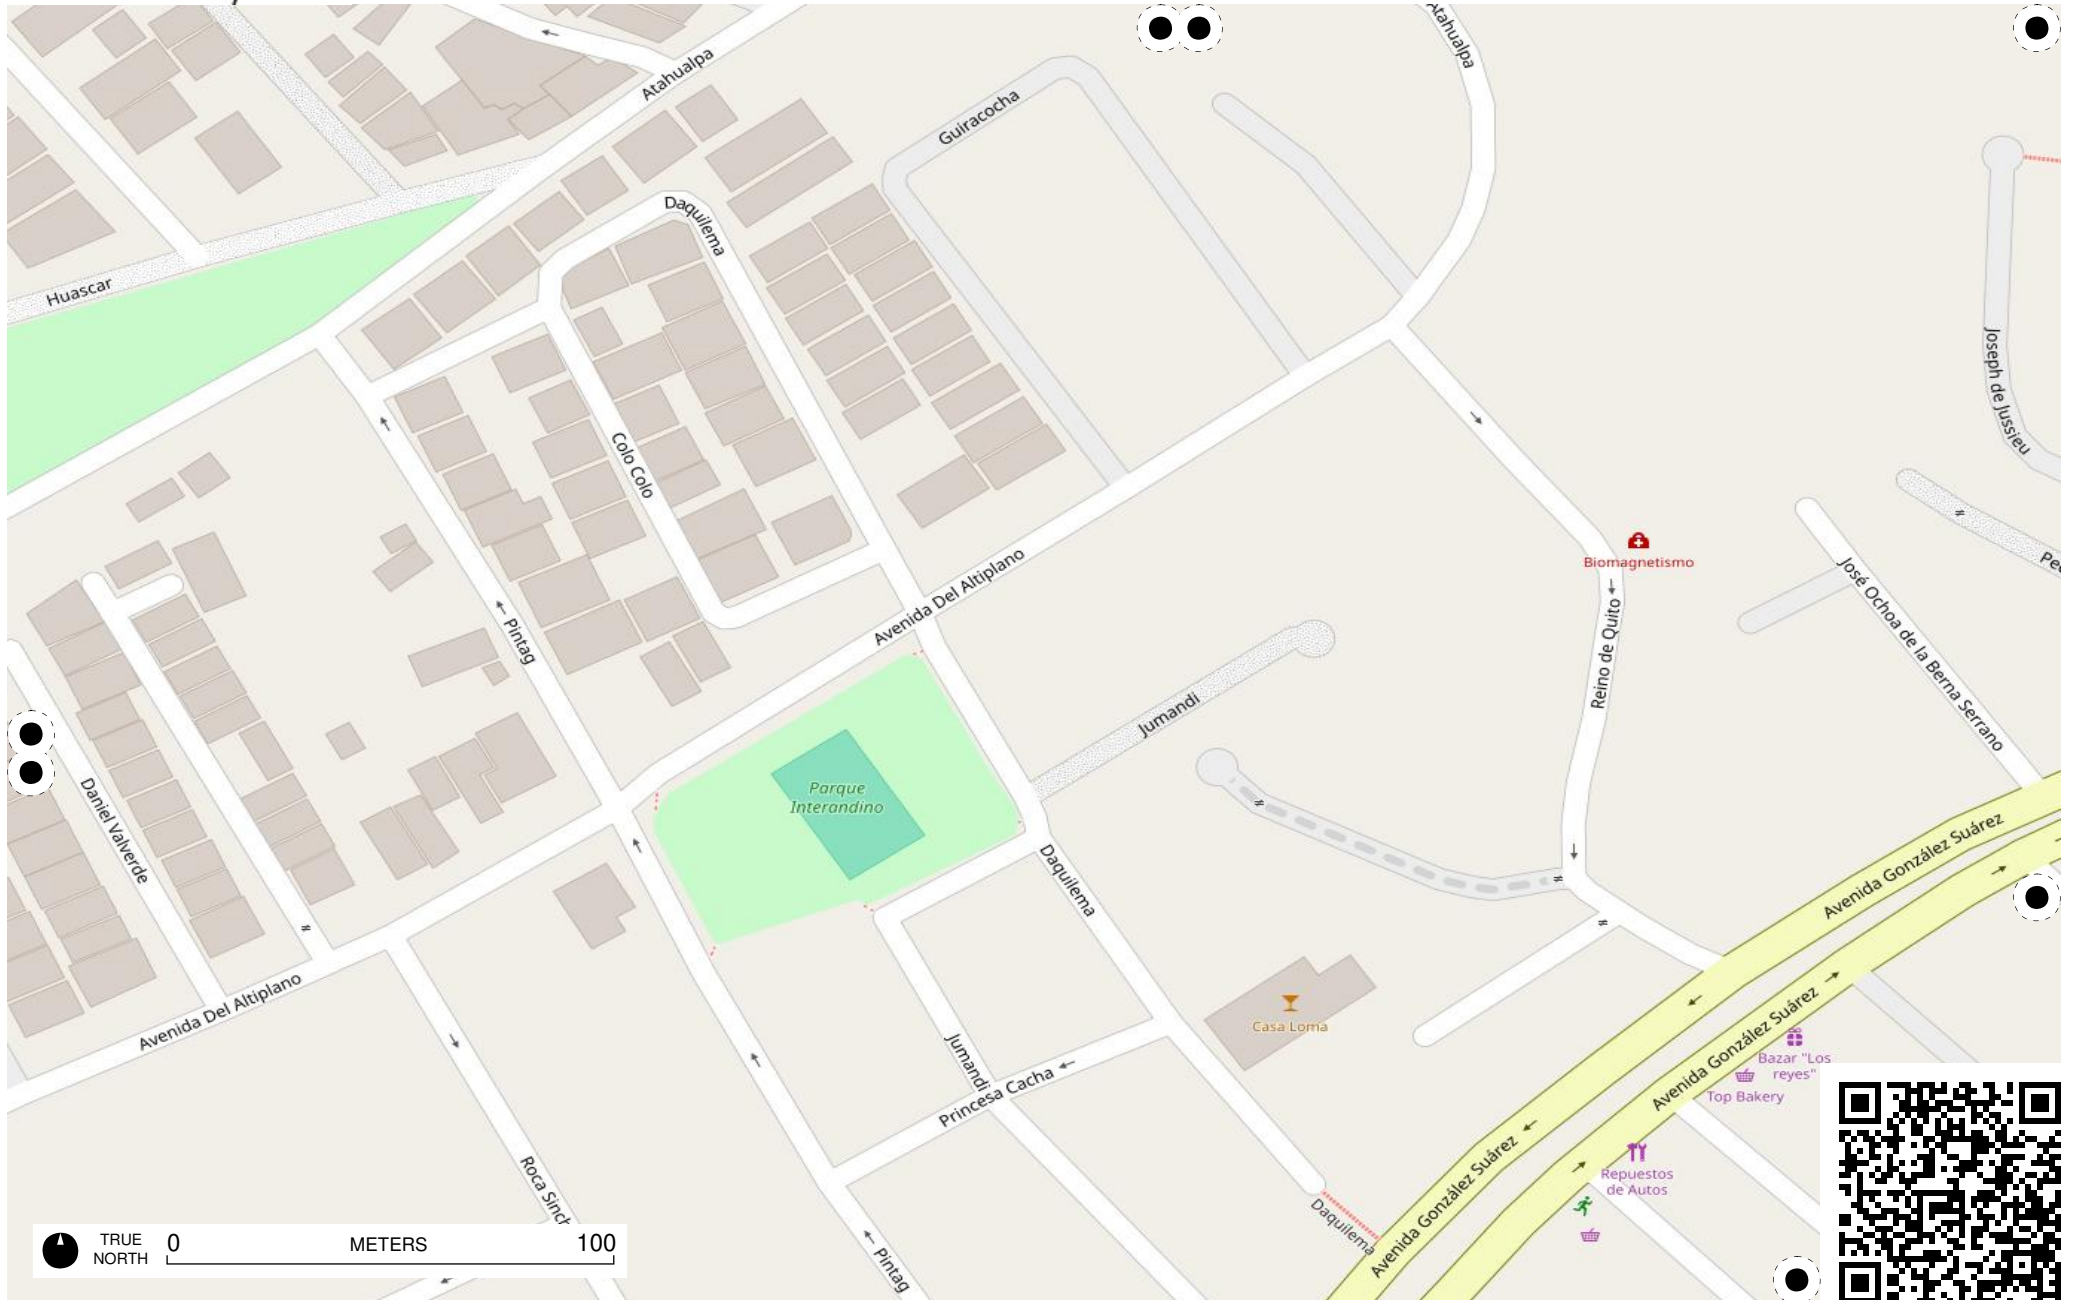 Atahualpa
Atahualpa
Guiracocha
Daquilema
Huascar
Joseph de Jussieu
Colo Colo
Biomagnetismo
Avenida Del Altiplano
José Ochoa de la Berna Serrano
Pintag
Reino de Quito
Jumandi
Parque
Interandino
Daniel Valverde
Daquilema
Avenida González Suárez
Avenida Del Altiplano
Casa Loma
Avenida González Suárez
Jumandi
Princesa Cacha
Bazar "Los
reyes"
Top Bakery
Avenida González Suárez
Repuestos
de Autos
Daquilema
Pintag
TRUE
NORTH
0 METERS 100